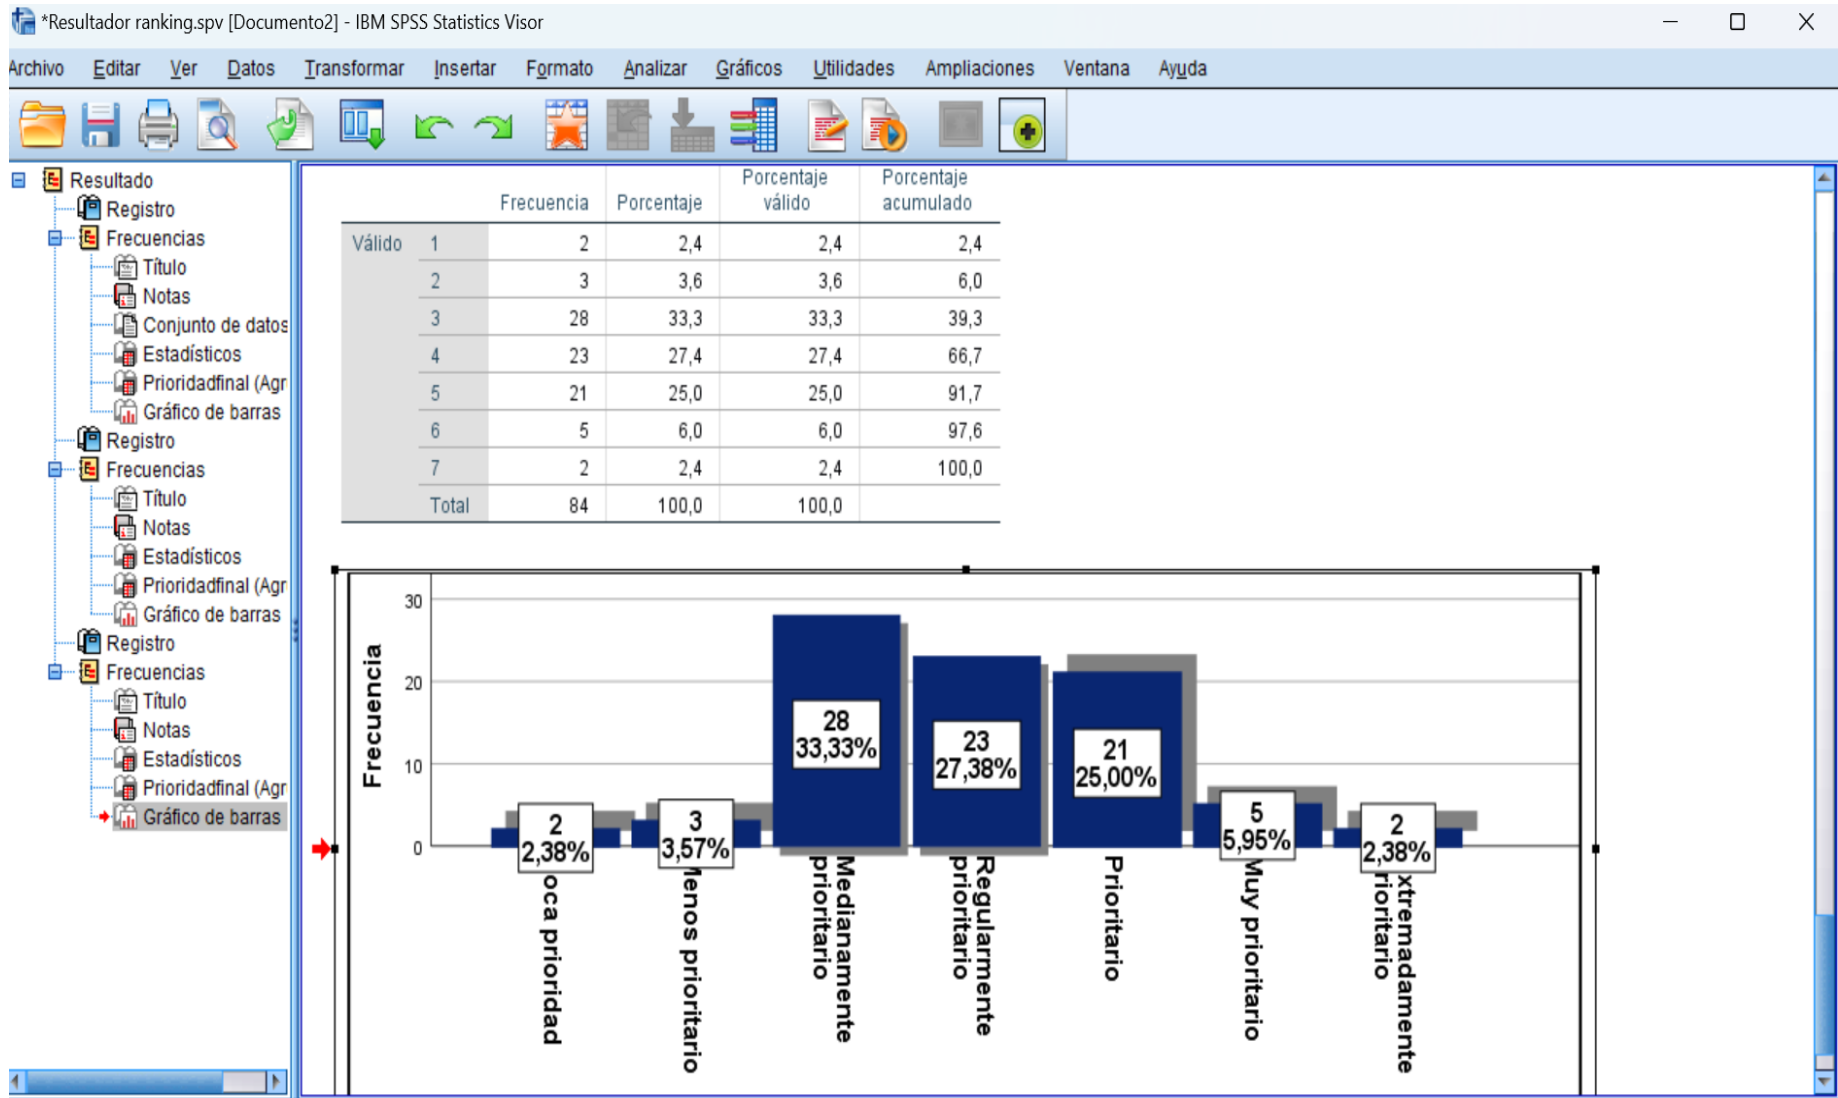 *Resultador ranking.spv [Documento2] - IBM SPSS Statistics Visor
Archivo Editar Ver Datos Transformar Insertar Formato Analizar Gráficos Utilidades Ampliaciones Ventana Ayuda
Resultado
Registro
Frecuencias
Título
Notas
Conjunto de datos
Estadísticos
Prioridadfinal (Agr
Gráfico de barras
Registro
Frecuencias
Título
Notas
Estadísticos
Prioridadfinal (Agr
Gráfico de barras
Registro
Frecuencias
Título
Notas
Estadísticos
Prioridadfinal (Agr
Gráfico de barras
Porcentaje Porcentaje
Frecuencia Porcentaje válido acumulado
Válido 1 2 2,4 2,4 2,4
2 3 3,6 3,6 6,0
3 28 33,3 33,3 39,3
4 23 27,4 27,4 66,7
5 21 25,0 25,0 91,7
6 5 6,0 6,0 97,6
7 2 2,4 2,4 100,0
Total 84 100,0 100,0
Frecuencia
30
20
10
0
2
2,38%
3
3,57%
28
33,33%
23
27,38%
21
25,00%
5
5,95%
2
2,38%
oca prioridad
lenos prioritario
Medianamente
prioritario
Regularmente
prioritario
Prioritario
Muy prioritario
xtremadamente
rioritario